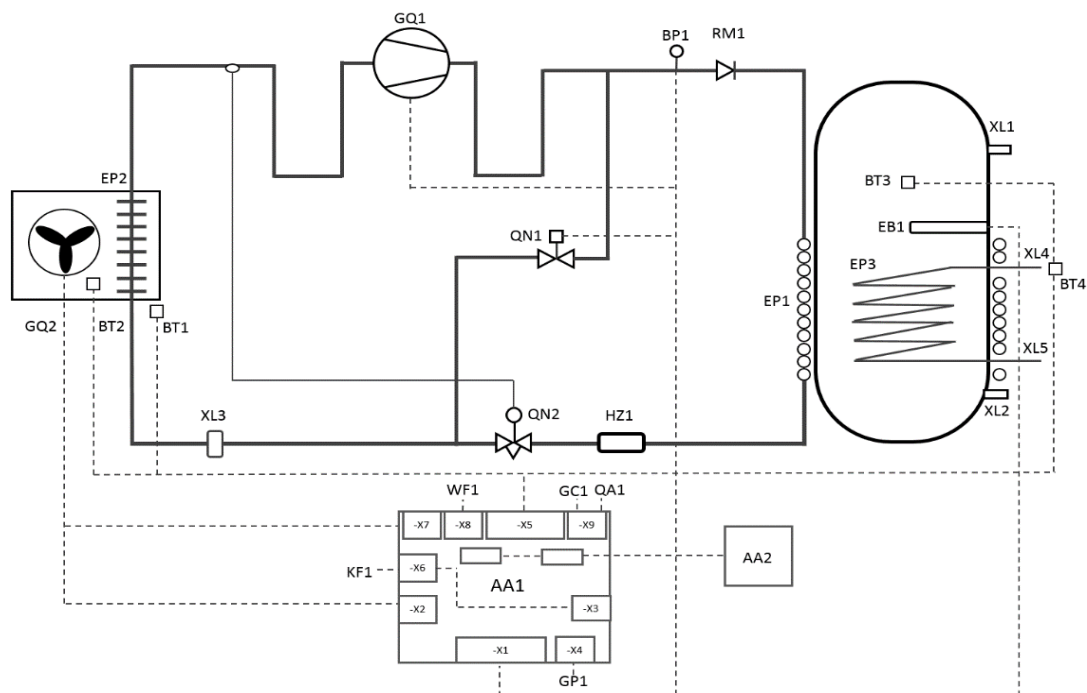 GQ1
BP1
RM1
XL1
EP2
BT3
QN1
EB1
EP3
XL4
BT4
EP1
GQ2
BT2
BT1
XL5
XL3
QN2
HZ1
XL2
WF1
GC1
QA1
-X7
-X8
-X5
-X9
KF1
-X6
AA1
AA2
-X2
-X3
-X1
-X4
GP1